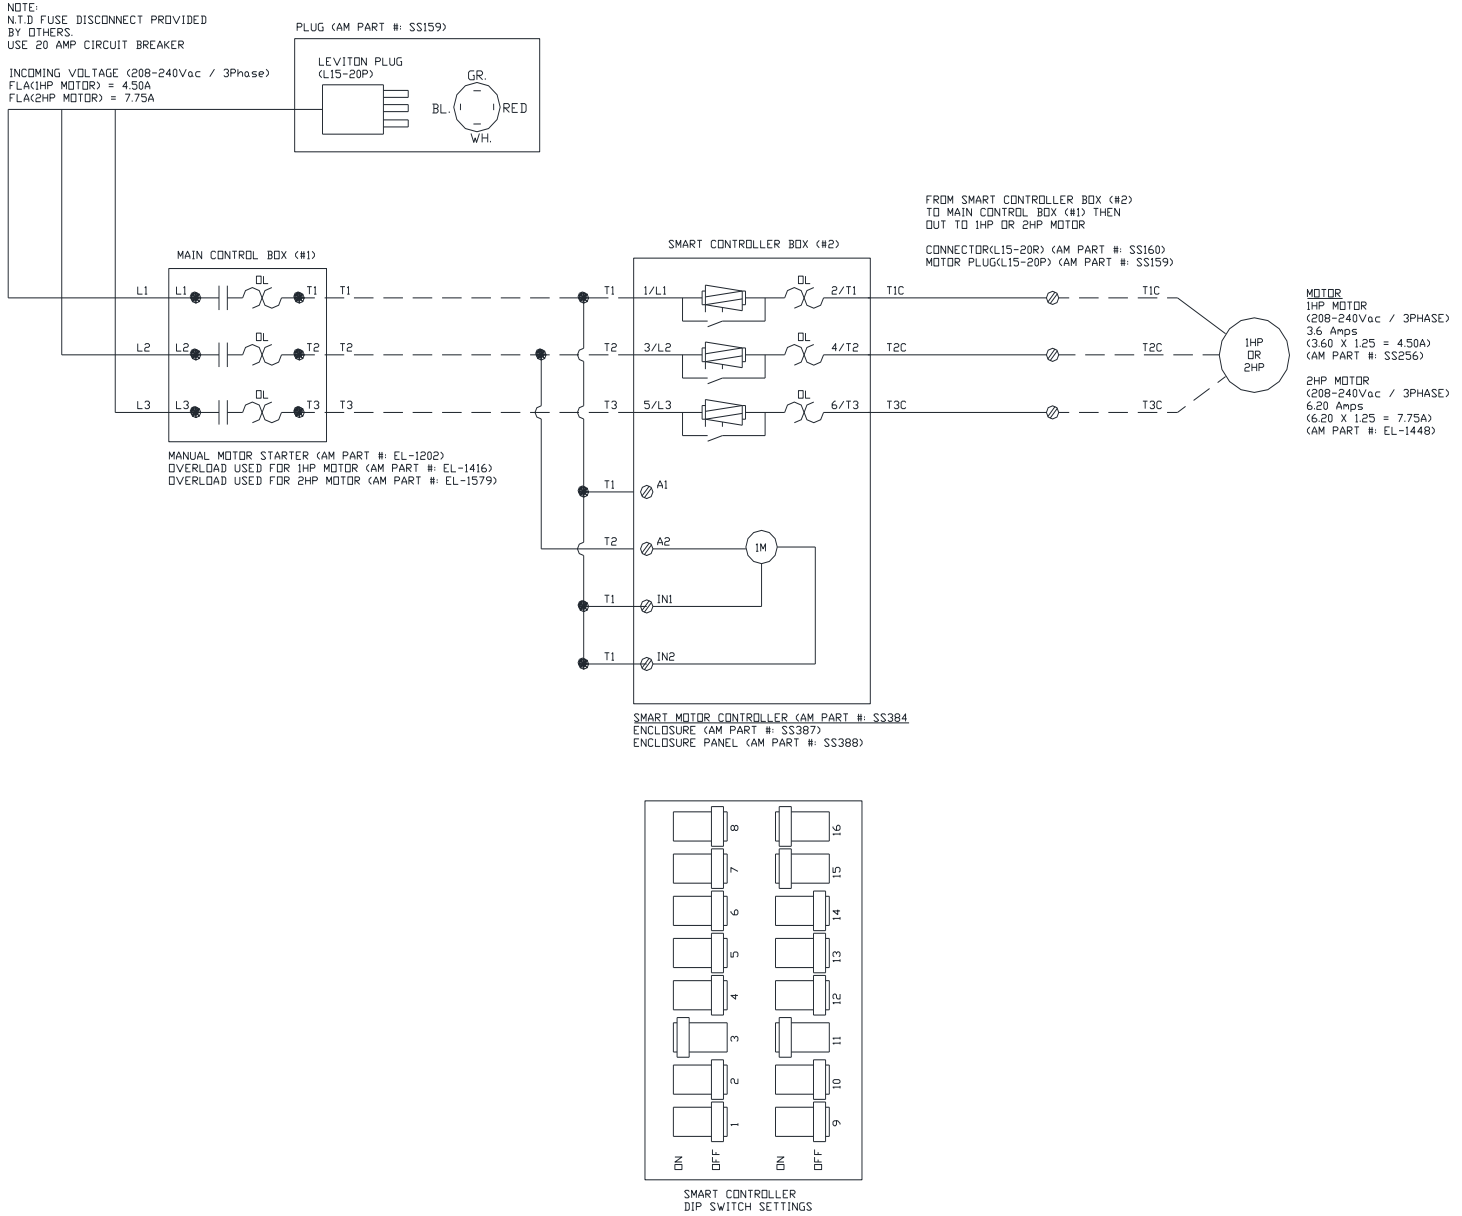 NOTE:
N.T.D FUSE DISCONNECT PROVIDED
BY OTHERS.
USE 20 AMP CIRCUIT BREAKER
INCOMING VOLTAGE (208-240Vac / 3Phase)
FLA(1HP MOTOR) = 4.50A
FLA(2HP MOTOR) = 7.75A
PLUG (AM PART #: SS159)
LEVITON PLUG
(L15-20P)
GR.
BL.
RED
WH.
FROM SMART CONTROLLER BOX (#2)
TO MAIN CONTROL BOX (#1) THEN
OUT TO 1HP OR 2HP MOTOR
CONNECTOR(L15-20R) (AM PART #: SS160)
MOTOR PLUG(L15-20P) (AM PART #: SS159)
MAIN CONTROL BOX (#1)
SMART CONTROLLER BOX (#2)
L1 L1 OL T1 T1 T1 1/L1 OL 2/T1 T1C T1C
L2 L2 OL T2 T2 T2 3/L2 OL 4/T2 T2C T2C
L3 L3 OL T3 T3 T3 5/L3 OL 6/T3 T3C T3C
1HP
OR
2HP
MOTOR
1HP MOTOR
(208-240Vac / 3PHASE)
3.6 Amps
(3.60 X 1.25 = 4.50A)
(AM PART #: SS256)
2HP MOTOR
(208-240Vac / 3PHASE)
6.20 Amps
(6.20 X 1.25 = 7.75A)
(AM PART #: EL-1448)
MANUAL MOTOR STARTER (AM PART #: EL-1202)
OVERLOAD USED FOR 1HP MOTOR (AM PART #: EL-1416)
OVERLOAD USED FOR 2HP MOTOR (AM PART #: EL-1579)
T1 A1
T2 A2 1M
T1 IN1
T1 IN2
SMART MOTOR CONTROLLER (AM PART #: SS384
ENCLOSURE (AM PART #: SS387)
ENCLOSURE PANEL (AM PART #: SS388)
8 16
7 15
6 14
5 13
4 12
3 11
2 10
1 9
ON OFF ON OFF
SMART CONTROLLER
DIP SWITCH SETTINGS